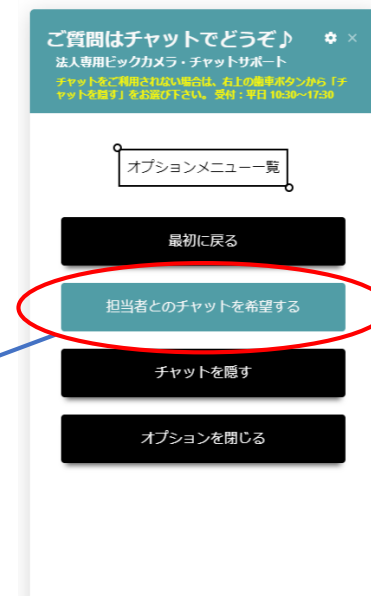 ご質問はチャットでどうぞ♪
法人専用ビックカメラ・チャットサポート
チャットをご利用されない場合は、右上の歯車ボタンから「チ
ャットを隠す」をお選び下さい。受付：平日 10:30～17:30
オプションメニュー一覧
最初に戻る
担当者とのチャットを希望する
チャットを隠す
オプションを閉じる